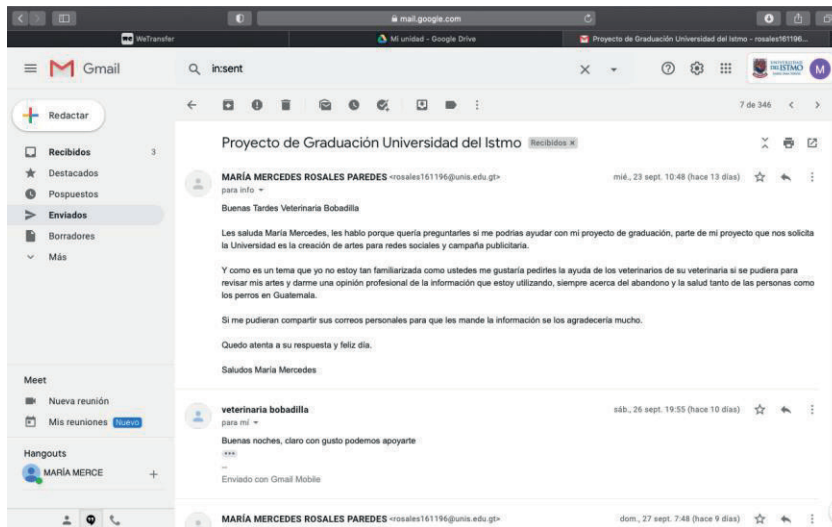 mail.google.com
WeTransfer
Mi unidad - Google Drive
Proyecto de Graduación Universidad del Istmo - rosales161196...
Gmail
in:sent
UNIVERSIDAD
DEL ISTMO
M
Redactar
7 de 346
Recibidos 3
Destacados
Pospuestos
Enviados
Borradores
Más
Meet
Nueva reunión
Mis reuniones Nuevo
Hangouts
MARÍA MERCE
Proyecto de Graduación Universidad del Istmo Recibidos x
MARÍA MERCEDES ROSALES PAREDES <rosales161196@unis.edu.gt> mié., 23 sept. 10:48 (hace 13 días)
para info
Buenas Tardes Veterinaria Bobadilla
Les saluda María Mercedes, les hablo porque quería preguntarles si me podrias ayudar con mi proyecto de graduación, parte de mi proyecto que nos solicita
la Universidad es la creación de artes para redes sociales y campaña publicitaria.
Y como es un tema que yo no estoy tan familiarizada como ustedes me gustaría pedirles la ayuda de los veterinarios de su veterinaria si se pudiera para
revisar mis artes y darme una opinión profesional de la información que estoy utilizando, siempre acerca del abandono y la salud tanto de las personas como
los perros en Guatemala.
Si me pudieran compartir sus correos personales para que les mande la información se los agradecería mucho.
Quedo atenta a su respuesta y feliz día.
Saludos María Mercedes
veterinaria bobadilla sáb., 26 sept. 19:55 (hace 10 días)
para mí
Buenas noches, claro con gusto podemos apoyarte
...
--
Enviado con Gmail Mobile
MARÍA MERCEDES ROSALES PAREDES <rosales161196@unis.edu.gt> dom., 27 sept. 7:48 (hace 9 días)